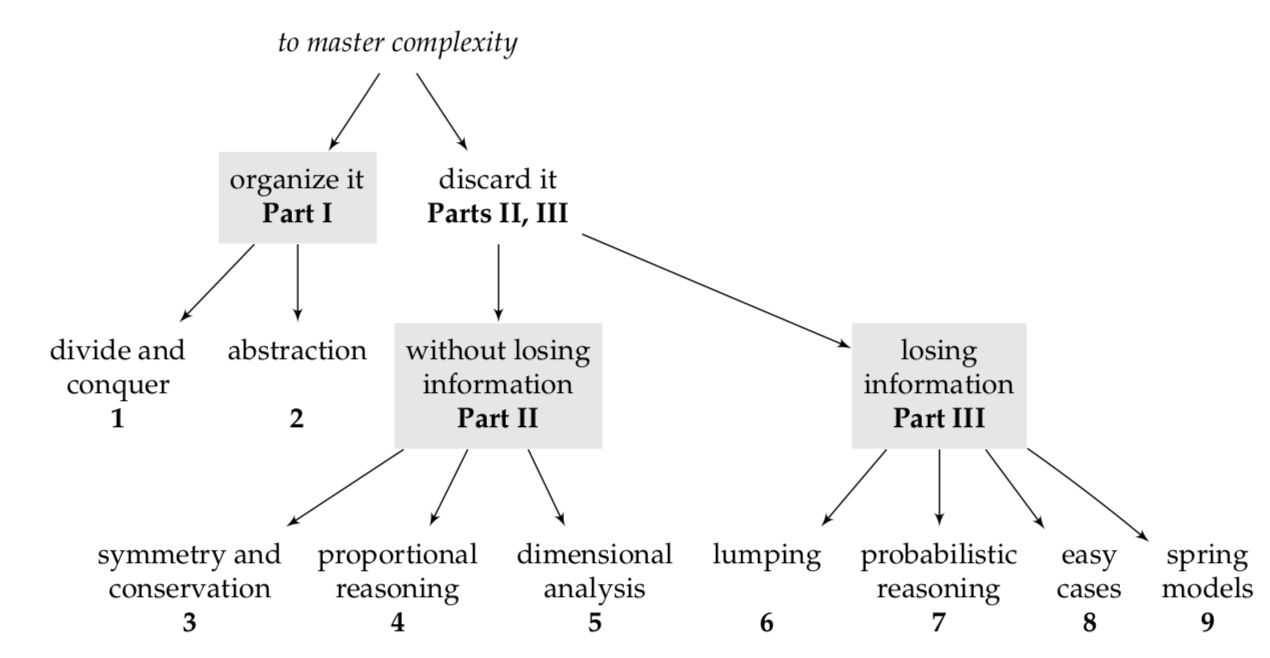 to master complexity
organize it
Part I
discard it
Parts II, III
divide and
conquer
1
abstraction
2
without losing
information
Part II
losing
information
Part III
symmetry and
conservation
3
proportional
reasoning
4
dimensional
analysis
5
lumping
6
probabilistic
reasoning
7
easy
cases
8
spring
models
9